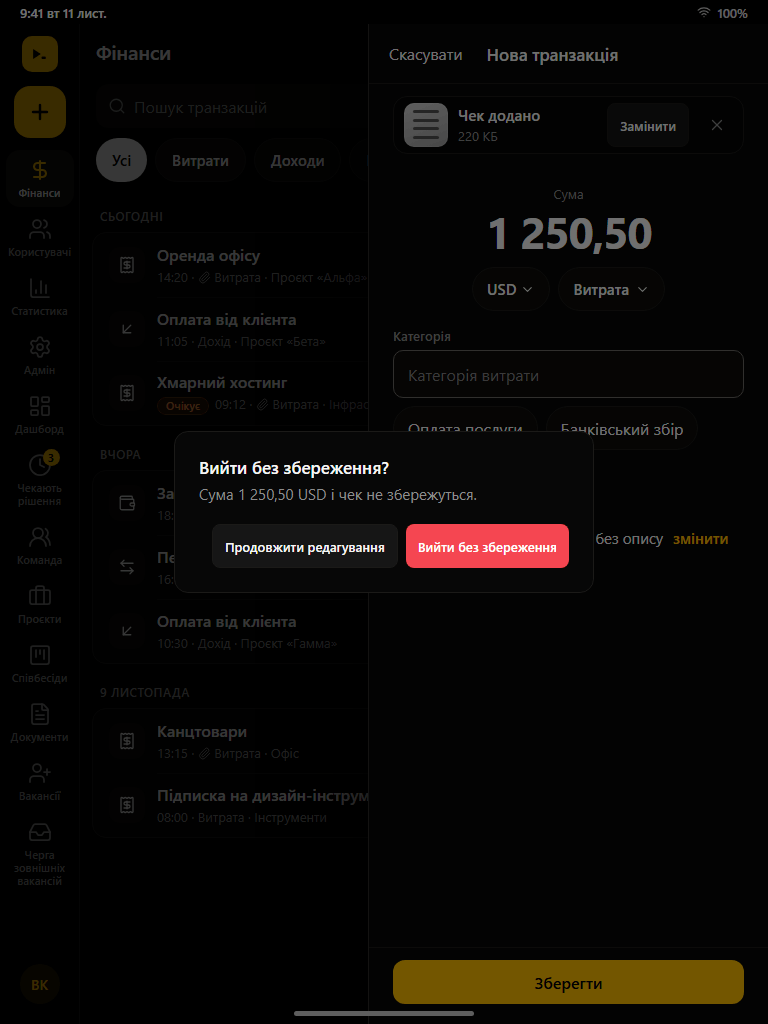 9:41 вт 11 лист.
100%
Фінанси
Користувачі
Статистика
Адмін
Дашборд
3
Чекають
рішення
Команда
Проєкти
Співбесіди
Документи
Вакансії
Черга
зовнішніх
вакансій
ВК
Фінанси
Пошук транзакцій
Усі
Витрати
Доходи
СЬОГОДНІ
Оренда офісу
14:20 · Витрата · Проєкт «Альфа»
Оплата від клієнта
11:05 · Дохід · Проєкт «Бета»
Хмарний хостинг
Очікує 09:12 · Витрата · Інфрас
ВЧОРА
За
18:
Пе
16:
Оплата від клієнта
10:30 · Дохід · Проєкт «Гамма»
9 ЛИСТОПАДА
Канцтовари
13:15 · Витрата · Офіс
Підписка на дизайн-інструм
08:00 · Витрата · Інструменти
Скасувати
Нова транзакція
Чек додано
220 КБ
Замінити
Сума
1 250,50
USD
Витрата
Категорія
Категорія витрати
Оплата послуги
Банківський збір
без опису змінити
Зберегти
Вийти без збереження?
Сума 1 250,50 USD і чек не збережуться.
Продовжити редагування
Вийти без збереження